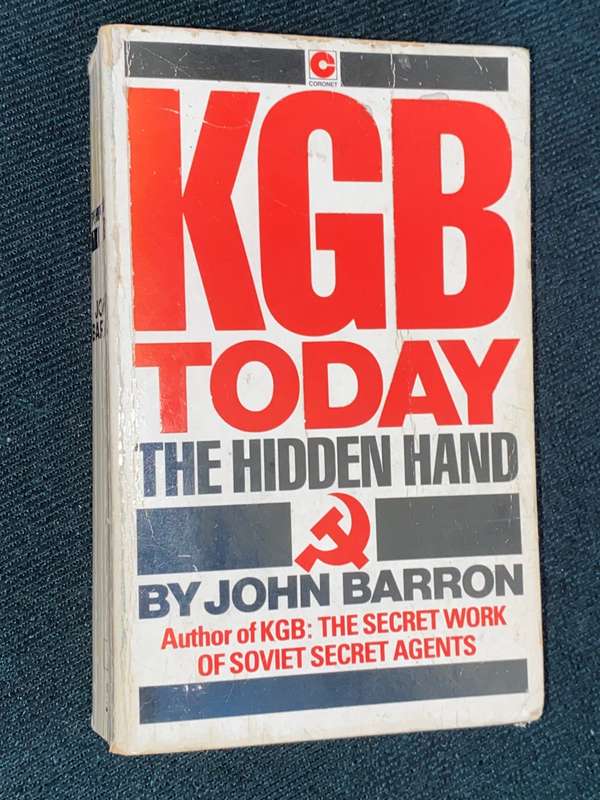 CORONET
KGB
TODAY
THE HIDDEN HAND
BY JOHN BARRON
Author of KGB: THE SECRET WORK
OF SOVIET SECRET AGENTS